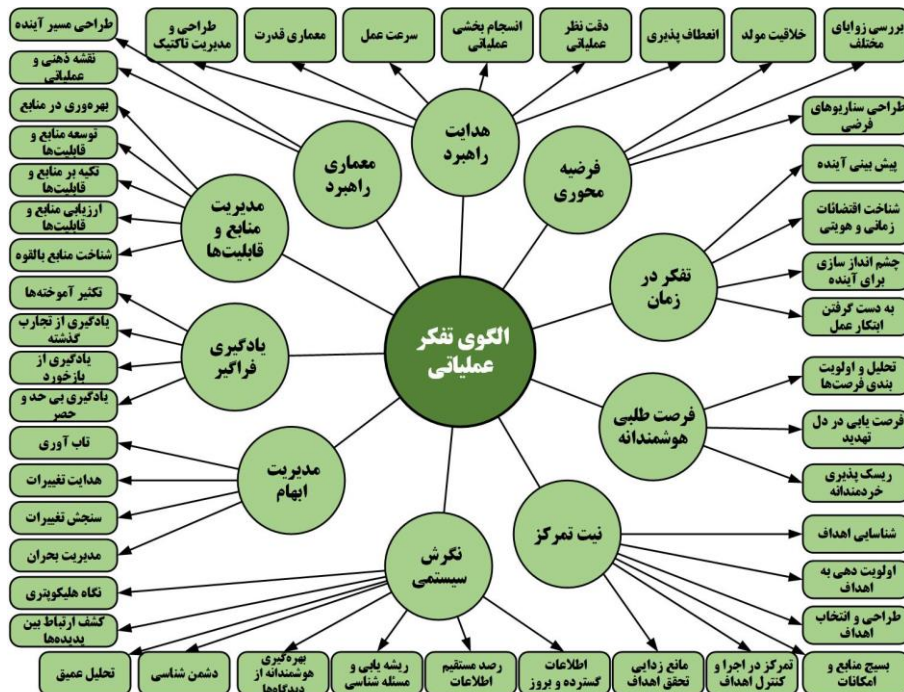 بررسی زوایای
مختلف
خلاقیت مولد
انعطاف پذیری
دقت نظر
عملیاتی
انسجام بخشی
عملیاتی
سرعت عمل
معماری قدرت
طراحی و
مدیریت تاکتیک
طراحی مسیر آینده
نقشه ذهنی و
عملیاتی
بهره‌وری در منابع
توسعه منابع و
قابلیت‌ها
تکیه بر منابع و
قابلیت‌ها
ارزیابی منابع و
قابلیت‌ها
شناخت منابع بالقوه
تکثیر آموخته‌ها
یادگیری از تجارب
گذشته
یادگیری از
بازخورد
یادگیری بی حد و
حصر
تاب آوری
هدایت تغییرات
سنجش تغییرات
مدیریت بحران
نگاه هلیکوپتری
کشف ارتباط بین
پدیده‌ها
تحلیل عمیق
دشمن شناسی
بهره‌گیری
هوشمندانه از
دیدگاه‌ها
ریشه یابی و
مسئله شناسی
رصد مستقیم
اطلاعات
اطلاعات
گسترده و بروز
مانع زدایی
تحقق اهداف
تمرکز در اجرا و
کنترل اهداف
بسیج منابع و
امکانات
طراحی و انتخاب
اهداف
اولویت دهی به
اهداف
شناسایی اهداف
ریسک پذیری
خردمندانه
فرصت یابی در دل
تهدید
تحلیل و اولویت
بندی فرصت‌ها
به دست گرفتن
ابتکار عمل
چشم انداز سازی
برای آینده
شناخت اقتضائات
زمانی و هویتی
پیش بینی آینده
طراحی سناریوهای
فرضی
هدایت
راهبرد
فرضیه
محوری
تفکر در
زمان
فرصت طلبی
هوشمندانه
نیت تمرکز
نگرش
سیستمی
مدیریت
ابهام
یادگیری
فراگیر
مدیریت
منابع و
قابلیت‌ها
معماری
راهبرد
الگوی تفکر
عملیاتی